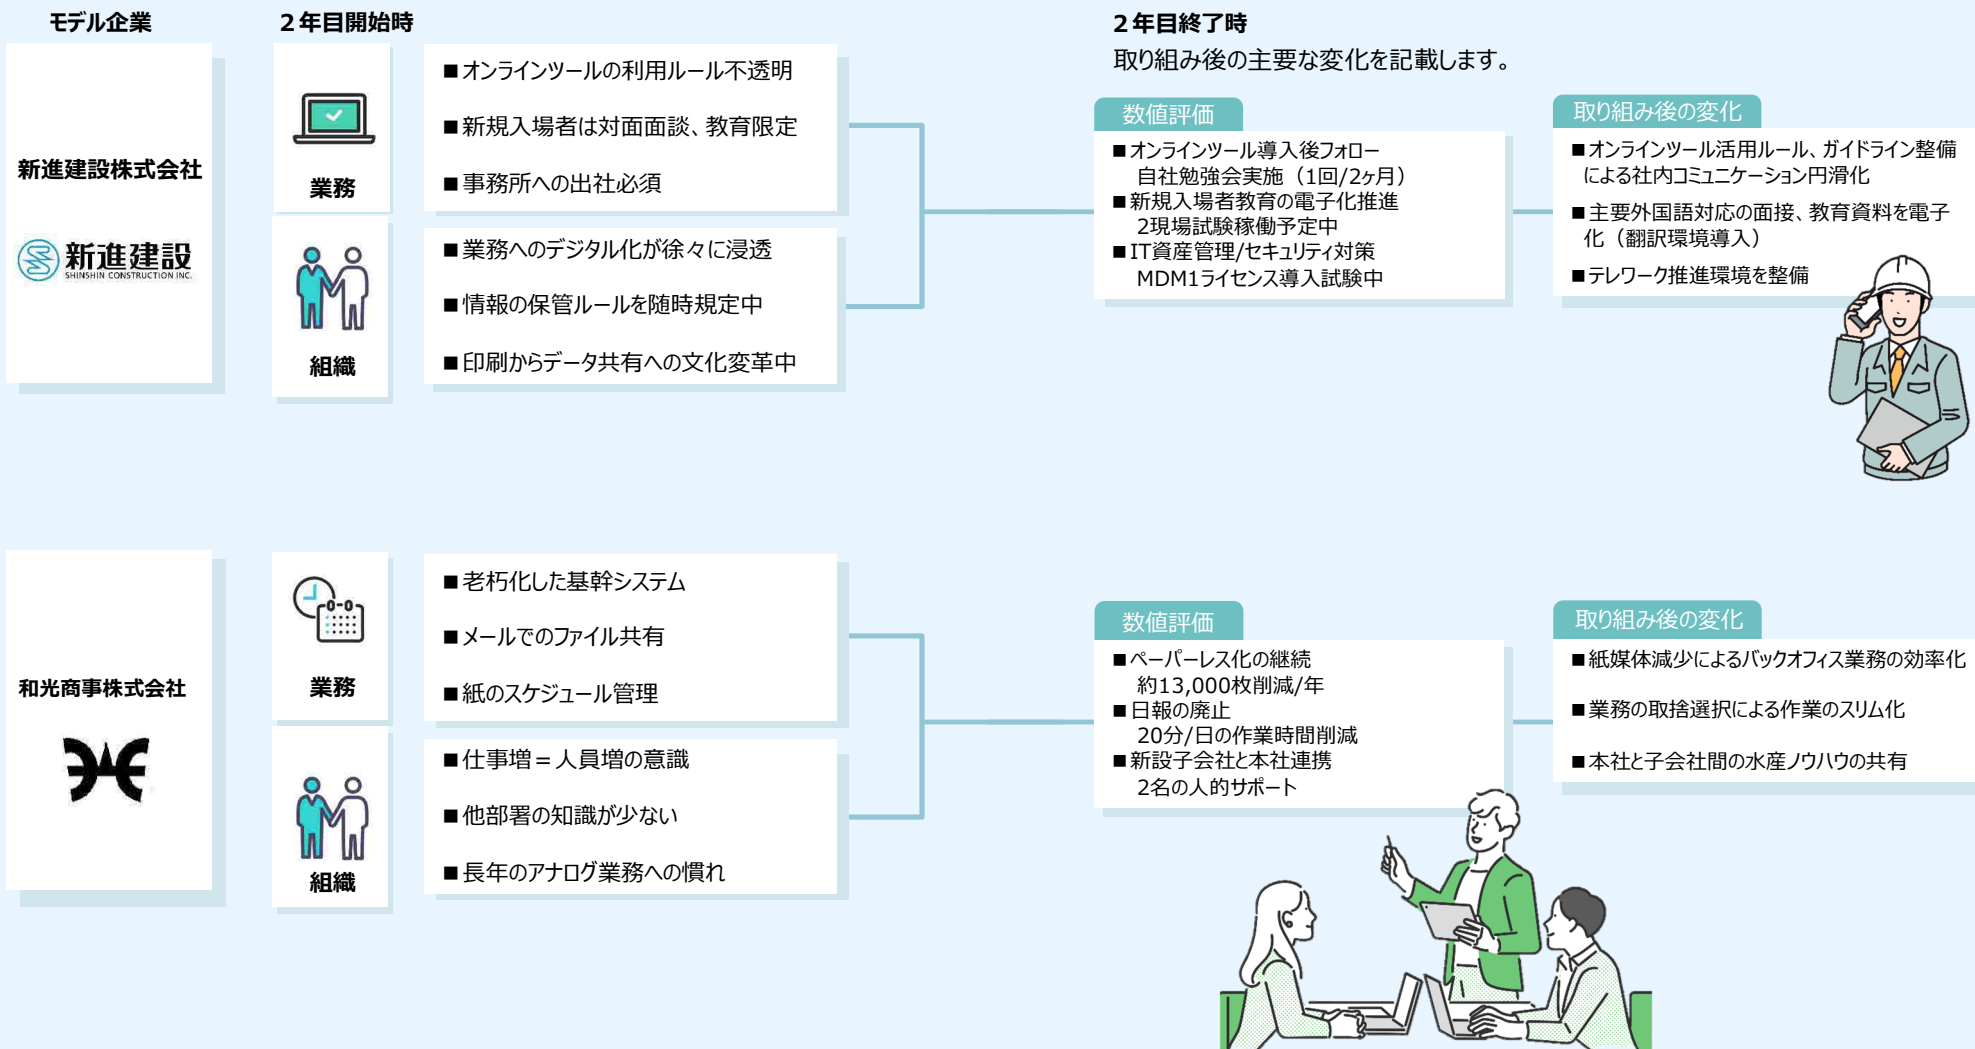 モデル企業
2年目開始時
2年目終了時
取り組み後の主要な変化を記載します。
新進建設株式会社
新進建設
SHINSHIN CONSTRUCTION INC.
業務
■オンラインツールの利用ルール不透明
■新規入場者は対面面談、教育限定
■事務所への出社必須
組織
■業務へのデジタル化が徐々に浸透
■情報の保管ルールを随時規定中
■印刷からデータ共有への文化変革中
数値評価
■オンラインツール導入後フォロー
自社勉強会実施（1回/2ヶ月）
■新規入場者教育の電子化推進
2現場試験稼働予定中
■IT資産管理/セキュリティ対策
MDM1ライセンス導入試験中
取り組み後の変化
■オンラインツール活用ルール、ガイドライン整備
による社内コミュニケーション円滑化
■主要外国語対応の面接、教育資料を電子
化（翻訳環境導入）
■テレワーク推進環境を整備
和光商事株式会社
業務
■老朽化した基幹システム
■メールでのファイル共有
■紙のスケジュール管理
組織
■仕事増＝人員増の意識
■他部署の知識が少ない
■長年のアナログ業務への慣れ
数値評価
■ペーパーレス化の継続
約13,000枚削減/年
■日報の廃止
20分/日の作業時間削減
■新設子会社と本社連携
2名の人的サポート
取り組み後の変化
■紙媒体減少によるバックオフィス業務の効率化
■業務の取捨選択による作業のスリム化
■本社と子会社間の水産ノウハウの共有